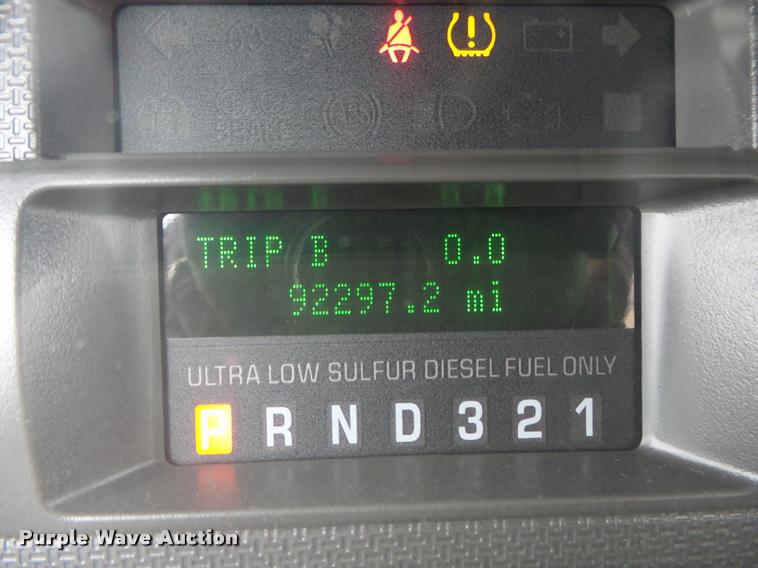 TRIP B 0.0
92297.2 mi
ULTRA LOW SULFUR DIESEL FUEL ONLY
P R N D 3 2 1
Purple Wave Auction